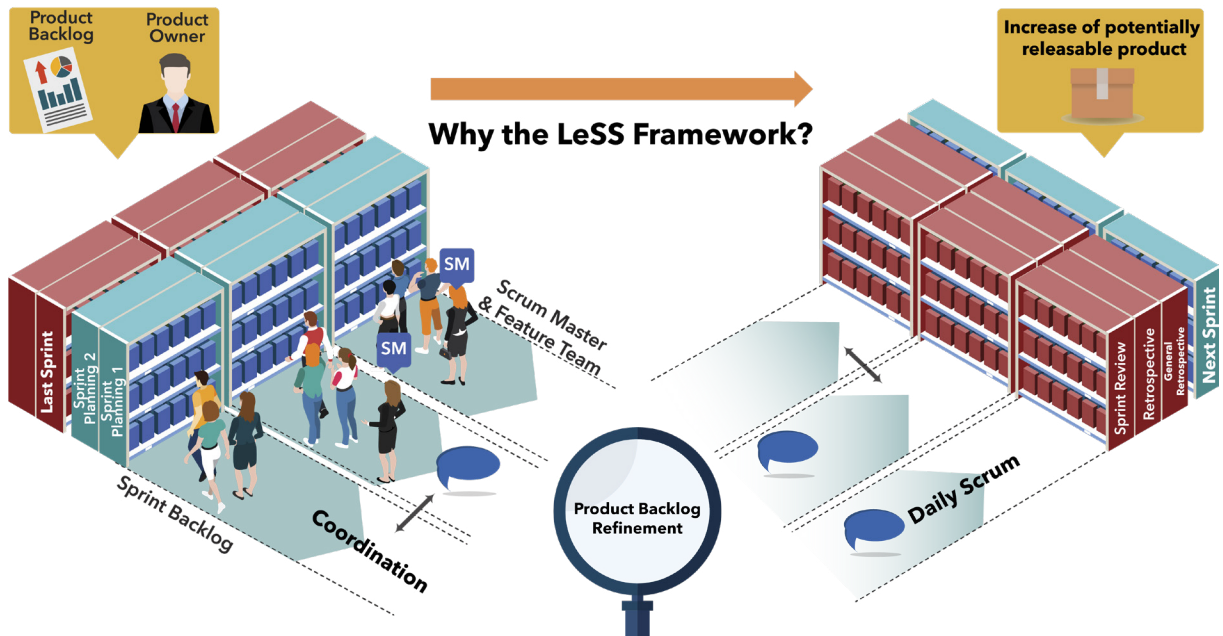 Product
Backlog
Product
Owner
Increase of potentially
releasable product
Why the LeSS Framework?
SM
SM
Scrum Master
& Feature Team
Last Sprint
Sprint
Planning 2
Sprint
Planning 1
Sprint Backlog
Coordination
Product Backlog
Refinement
Daily Scrum
Sprint Review
Retrospective
General
Retrospective
Next Sprint